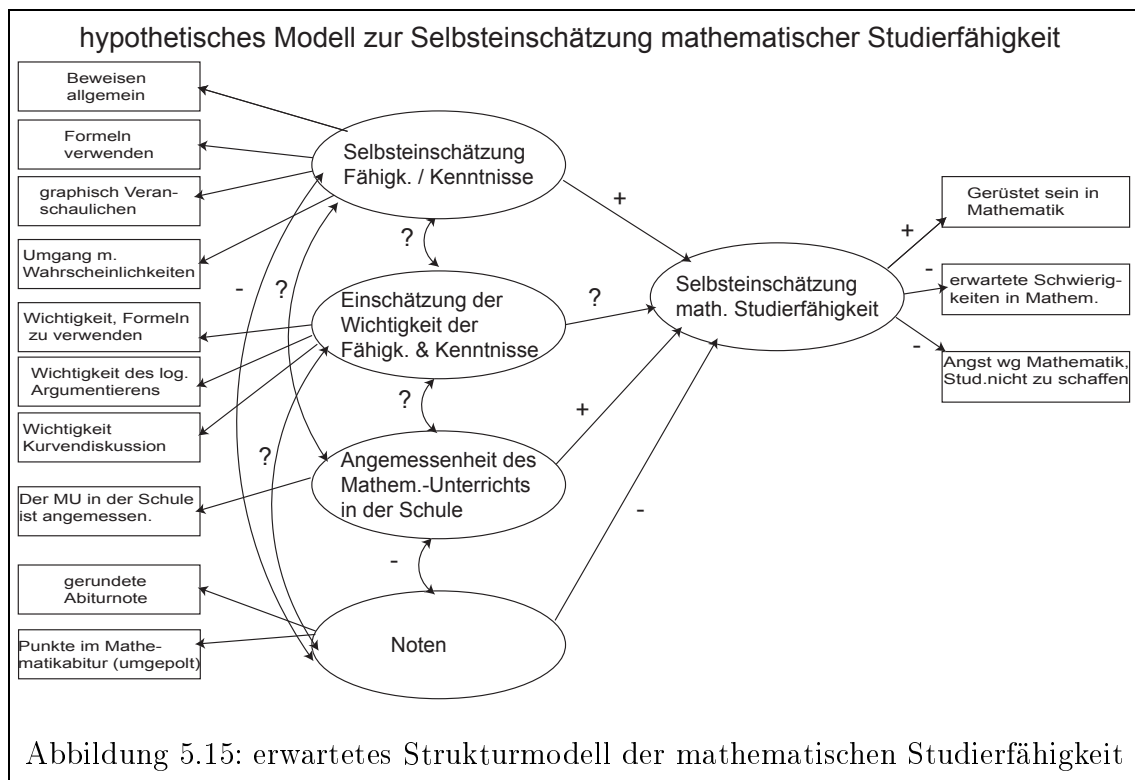 hypothetisches Modell zur Selbsteinschätzung mathematischer Studierfähigkeit
Beweisen
allgemein
Formeln
verwenden
graphisch Veran-
schaulichen
Umgang m.
Wahrscheinlichkeiten
Wichtigkeit, Formeln
zu verwenden
Wichtigkeit des log.
Argumentierens
Wichtigkeit
Kurvendiskussion
Der MU in der Schule
ist angemessen.
gerundete
Abiturnote
Punkte im Mathe-
matikabitur (umgepolt)
Selbsteinschätzung
Fähigk. / Kenntnisse
?
-
?
Einschätzung der
Wichtigkeit der
Fähigk. & Kenntnisse
?
?
Angemessenheit des
Mathem.-Unterrichts
in der Schule
-
Noten
+
?
+
-
Selbsteinschätzung
math. Studierfähigkeit
+
-
-
Gerüstet sein in
Mathematik
erwartete Schwierig-
keiten in Mathem.
Angst wg Mathematik,
Stud.nicht zu schaffen
Abbildung 5.15: erwartetes Strukturmodell der mathematischen Studierfähigkeit